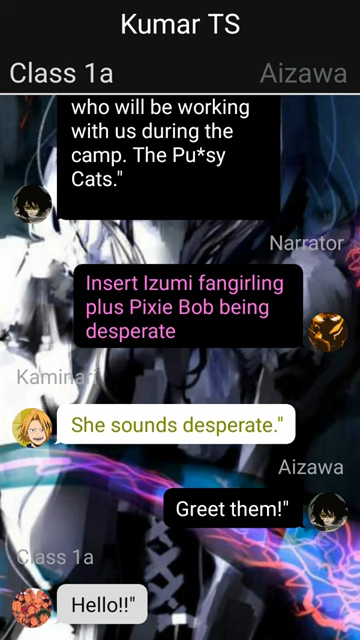 Kumar TS
Class 1a Aizawa
who will be working
with us during the
camp. The Pu*sy
Cats."
Narrator
Insert Izumi fangirling
plus Pixie Bob being
desperate
Kaminari
She sounds desperate."
Aizawa
Greet them!"
Class 1a
Hello!!"